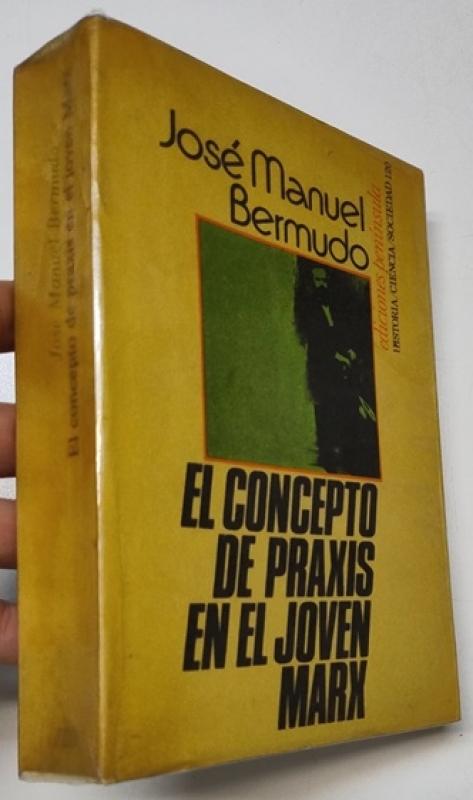 José Manuel
Bermudo
ediciones península
HISTORIA/CIENCIA/SOCIEDAD 120
EL CONCEPTO
DE PRAXIS
EN EL JOVEN
MARX
José Manuel Bermudo
El concepto de praxis en el joven Marx